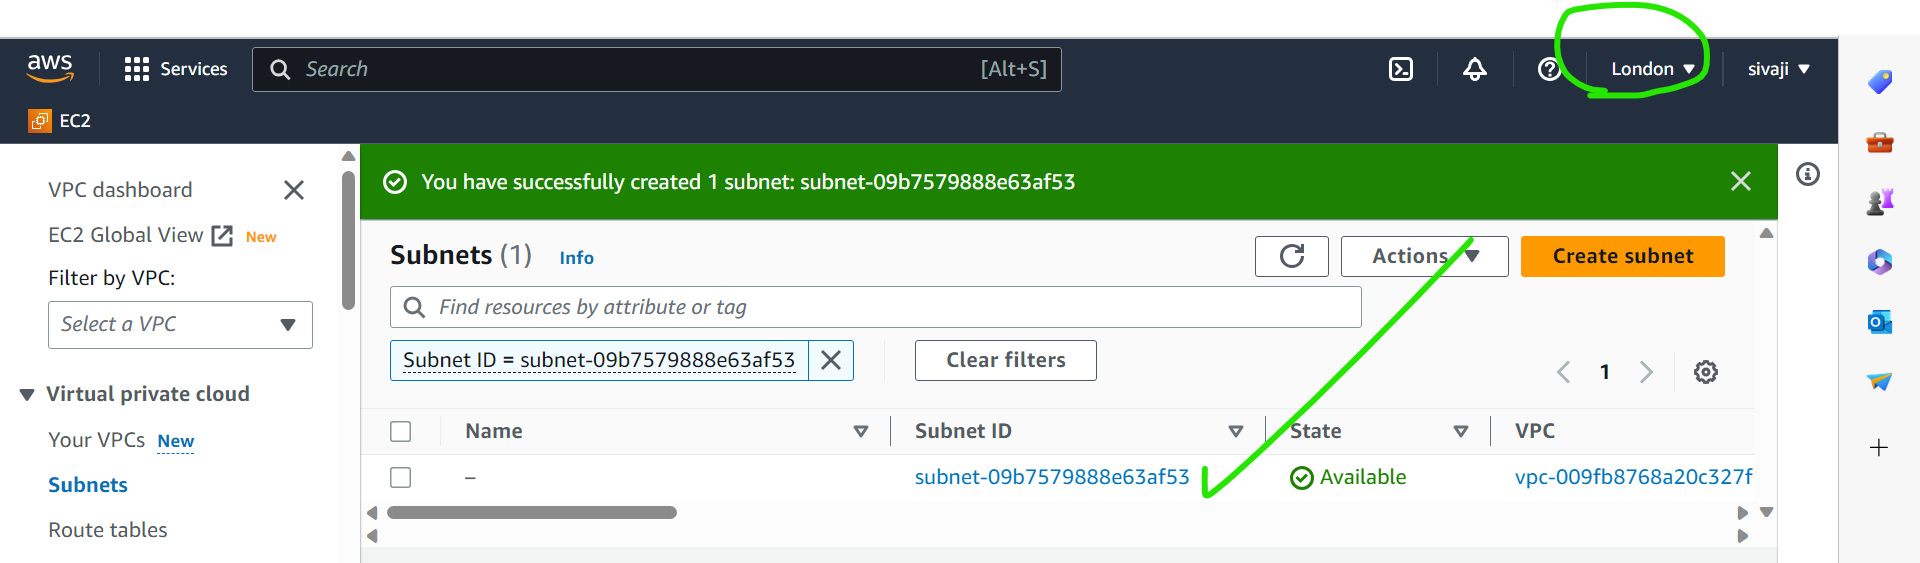 aws
Services
Search
[Alt+S]
London
sivaji
EC2
VPC dashboard
EC2 Global View New
Filter by VPC:
Select a VPC
Virtual private cloud
Your VPCs New
Subnets
Route tables
You have successfully created 1 subnet: subnet-09b7579888e63af53
Subnets (1) Info
Actions
Create subnet
Find resources by attribute or tag
Subnet ID = subnet-09b7579888e63af53
Clear filters
1
Name Subnet ID State VPC
– subnet-09b7579888e63af53 Available vpc-009fb8768a20c327f